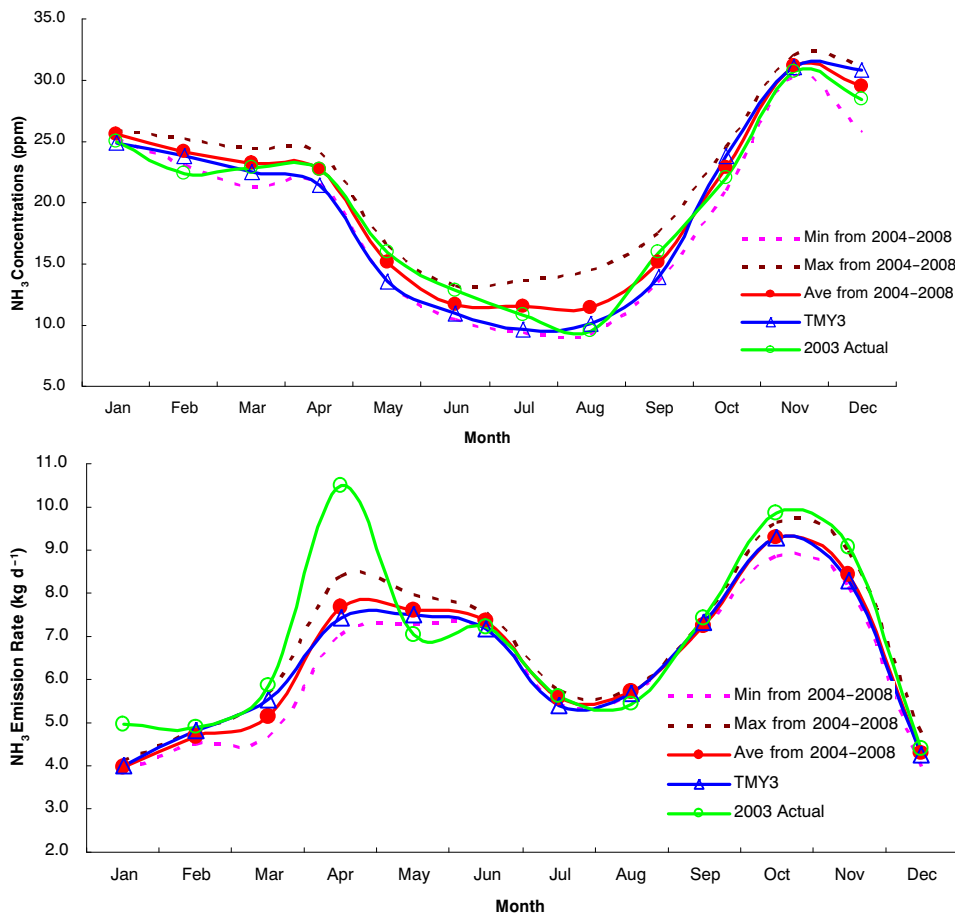 NH₃ Concentrations (ppm)
35.0
30.0
25.0
20.0
15.0
10.0
5.0
Min from 2004–2008
Max from 2004–2008
Ave from 2004–2008
TMY3
2003 Actual
Jan Feb Mar Apr May Jun Jul Aug Sep Oct Nov Dec
Month
NH₃ Emission Rate (kg d⁻¹)
11.0
10.0
9.0
8.0
7.0
6.0
5.0
4.0
3.0
2.0
Min from 2004–2008
Max from 2004–2008
Ave from 2004–2008
TMY3
2003 Actual
Jan Feb Mar Apr May Jun Jul Aug Sep Oct Nov Dec
Month